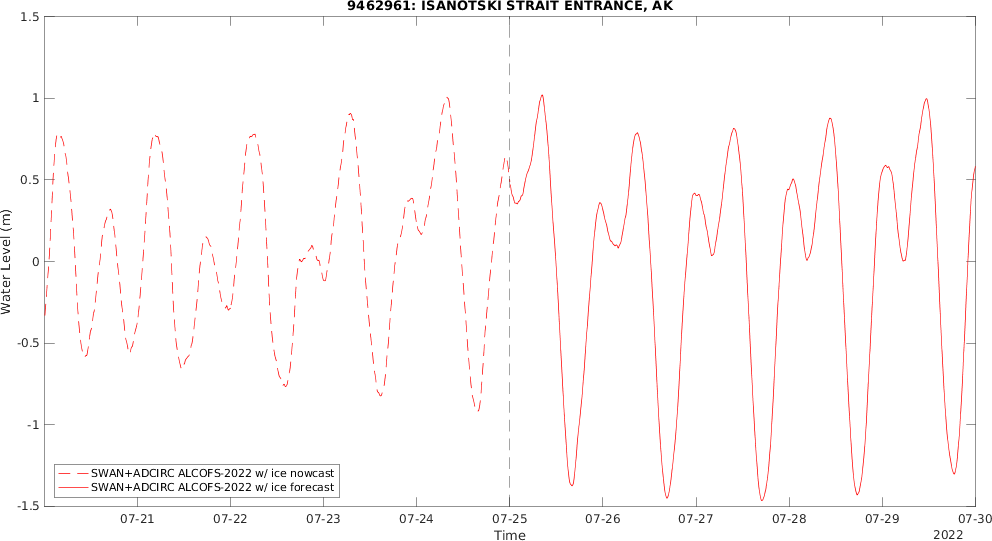 9462961: ISANOTSKI STRAIT ENTRANCE, AK
1.5
1
0.5
0
-0.5
-1
-1.5
Water Level (m)
SWAN+ADCIRC ALCOFS-2022 w/ ice nowcast
SWAN+ADCIRC ALCOFS-2022 w/ ice forecast
07-21 07-22 07-23 07-24 07-25 07-26 07-27 07-28 07-29 07-30
Time
2022